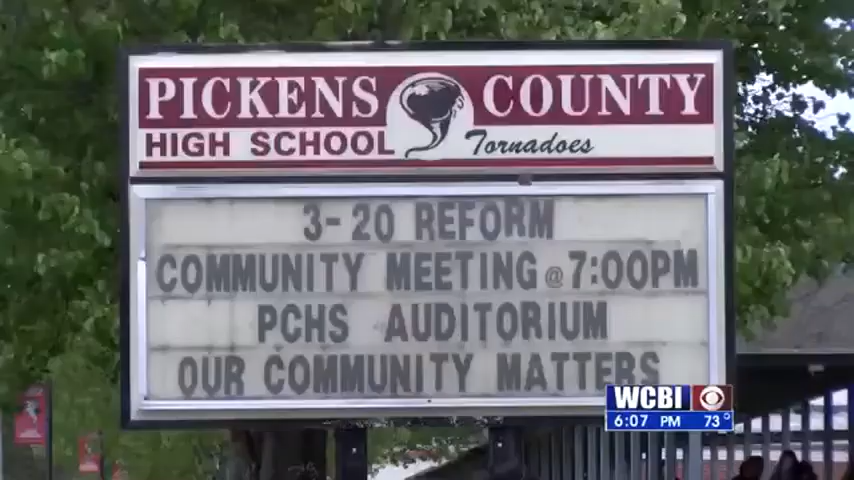 PICKENS COUNTY
HIGH SCHOOL Tornadoes
3-20 REFORM
COMMUNITY MEETING @ 7:00PM
PCHS AUDITORIUM
OUR COMMUNITY MATTERS
WCBI
6:07 PM 73°